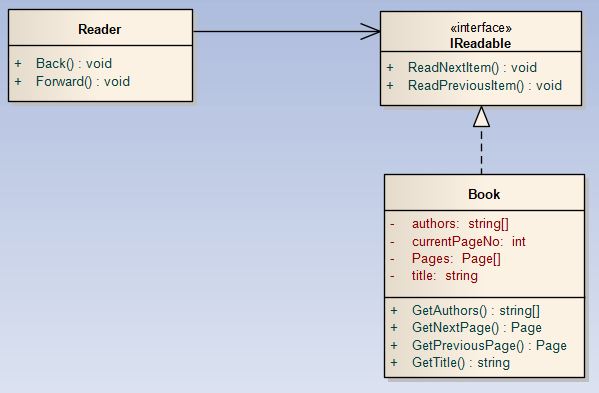 Reader
+ Back() : void
+ Forward() : void
«interface»
IReadable
+ ReadNextItem() : void
+ ReadPreviousItem() : void
Book
- authors: string[]
- currentPageNo: int
- Pages: Page[]
- title: string
+ GetAuthors() : string[]
+ GetNextPage() : Page
+ GetPreviousPage() : Page
+ GetTitle() : string